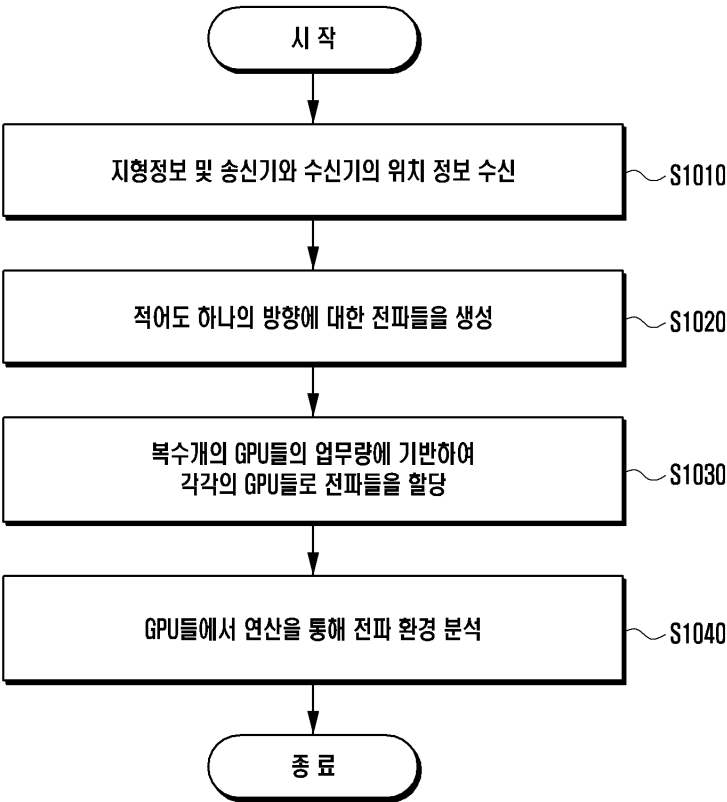 시 작
지형정보 및 송신기와 수신기의 위치 정보 수신
S1010
적어도 하나의 방향에 대한 전파들을 생성
S1020
복수개의 GPU들의 업무량에 기반하여
각각의 GPU들로 전파들을 할당
S1030
GPU들에서 연산을 통해 전파 환경 분석
S1040
종 료